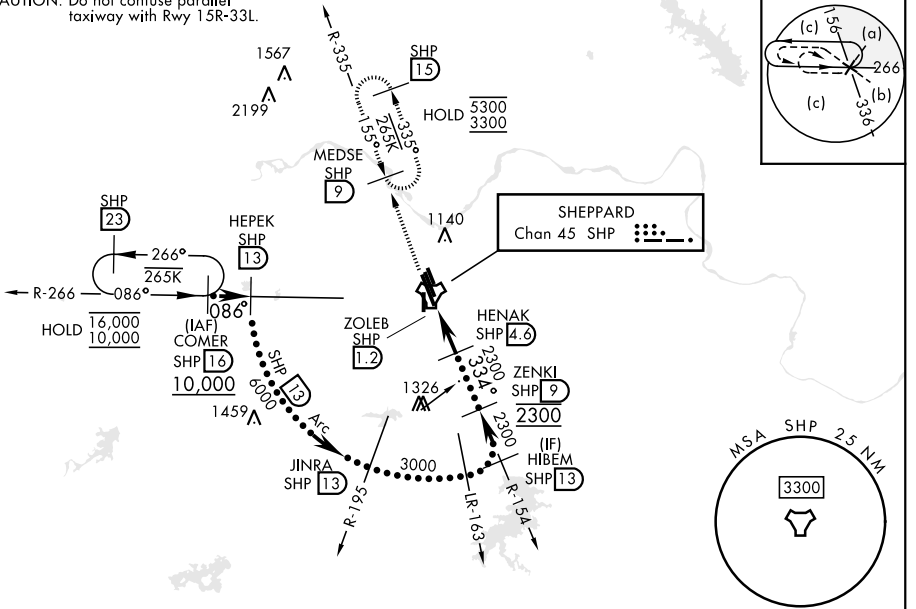 AUTION: Do not confuse parallel
taxiway with Rwy 15R-33L.
1567
2199
R-335
SHP
15
HOLD 5300
3300
335°
265K
155°
MEDSE
SHP
9
1140
SHEPPARD
Chan 45 SHP
(c)
156
(a)
266
(b)
(c)
336
SHP
23
HEPEK
SHP
13
266°
265K
R-266
086°
086°
HOLD 16,000
10,000
(IAF)
COMER
SHP 16
10,000
1459
SHP 13
Arc
6000
ZOLEB
SHP
1.2
HENAK
SHP 4.6
2300
334°
ZENKI
SHP 9
2300
1326
2300
(IF)
HIBEM
SHP 13
JINRA
SHP 13
3000
R-195
LR-163
R-154
MSA SHP 25 NM
3300